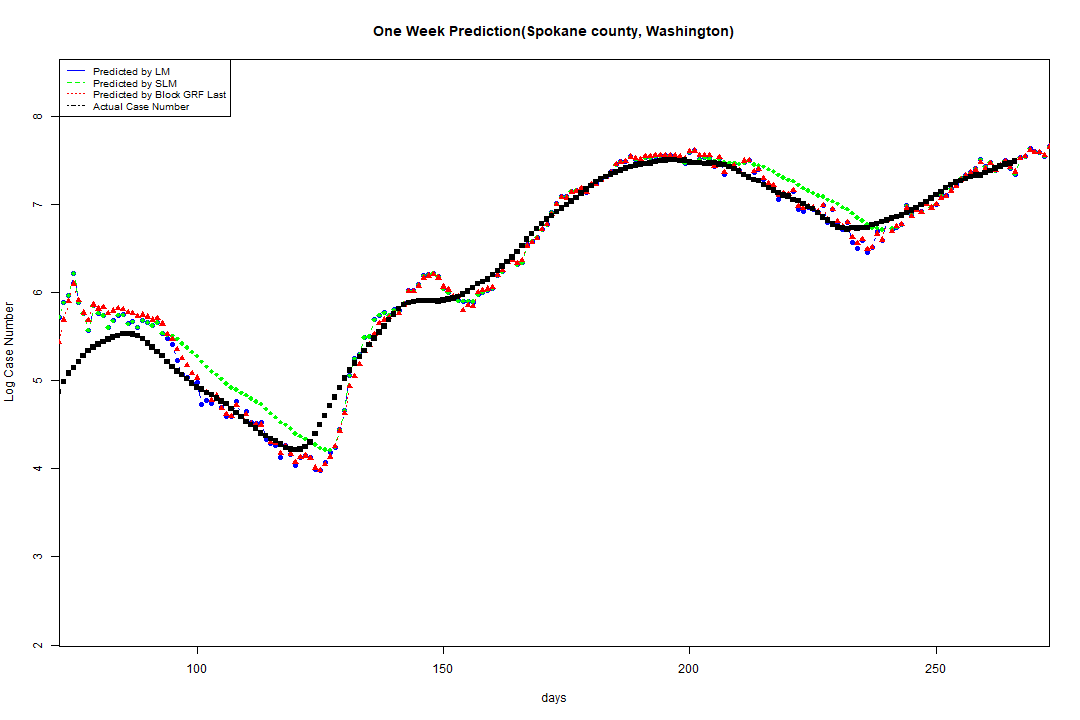 One Week Prediction(Spokane county, Washington)
Predicted by LM
Predicted by SLM
Predicted by Block GRF Last
Actual Case Number
Log Case Number
8
7
6
5
4
3
2
100 150 200 250
days